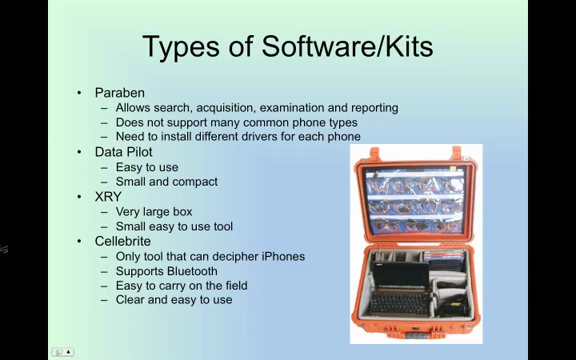 Types of Software/Kits
• Paraben
– Allows search, acquisition, examination and reporting
– Does not support many common phone types
– Need to install different drivers for each phone
• Data Pilot
– Easy to use
– Small and compact
• XRY
– Very large box
– Small easy to use tool
• Cellebrite
– Only tool that can decipher iPhones
– Supports Bluetooth
– Easy to carry on the field
– Clear and easy to use